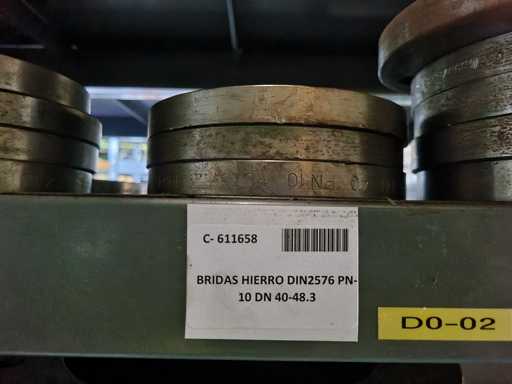 C- 611658
BRIDAS HIERRO DIN2576 PN-
10 DN 40-48.3
D0-02